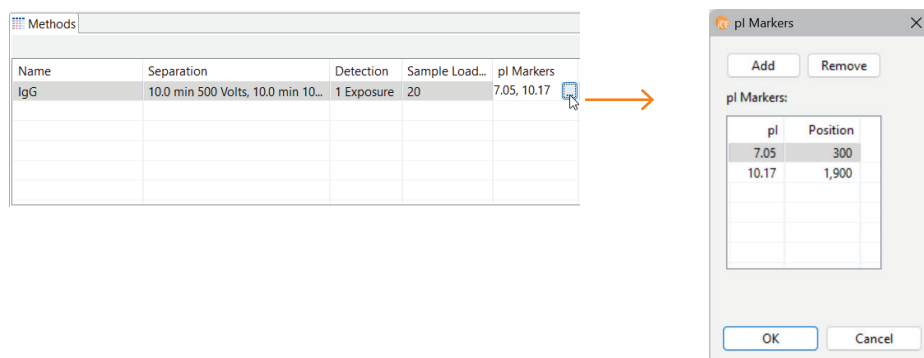 Methods
Name Separation Detection Sample Load... pI Markers
IgG 10.0 min 500 Volts, 10.0 min 10... 1 Exposure 20 7.05, 10.17 ...
pI Markers
Add Remove
pI Markers:
pI Position
7.05 300
10.17 1,900
OK Cancel